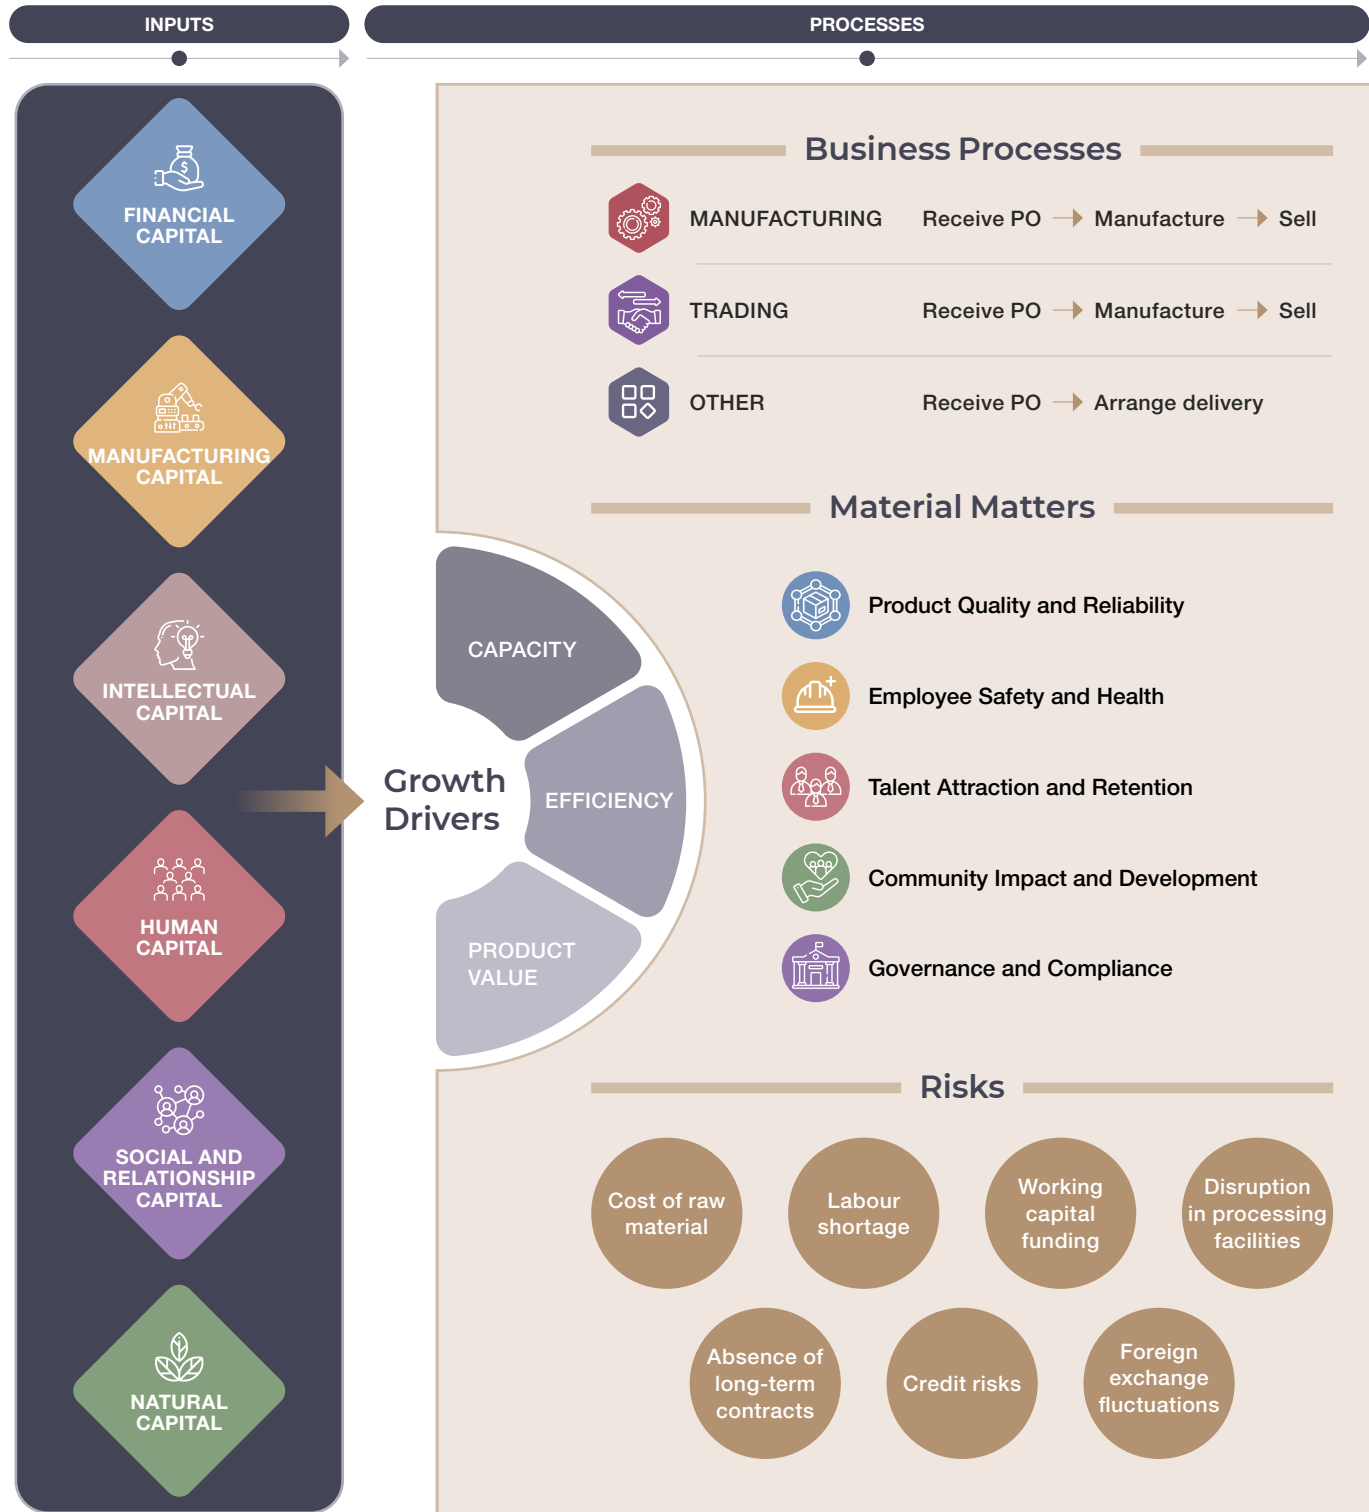 INPUTS
PROCESSES
FINANCIAL
CAPITAL
MANUFACTURING
CAPITAL
INTELLECTUAL
CAPITAL
HUMAN
CAPITAL
SOCIAL AND
RELATIONSHIP
CAPITAL
NATURAL
CAPITAL
Growth
Drivers
CAPACITY
EFFICIENCY
PRODUCT
VALUE
Business Processes
MANUFACTURING Receive PO Manufacture Sell
TRADING Receive PO Manufacture Sell
OTHER Receive PO Arrange delivery
Material Matters
Product Quality and Reliability
Employee Safety and Health
Talent Attraction and Retention
Community Impact and Development
Governance and Compliance
Risks
Cost of raw
material
Labour
shortage
Working
capital
funding
Disruption
in processing
facilities
Absence of
long-term
contracts
Credit risks
Foreign
exchange
fluctuations